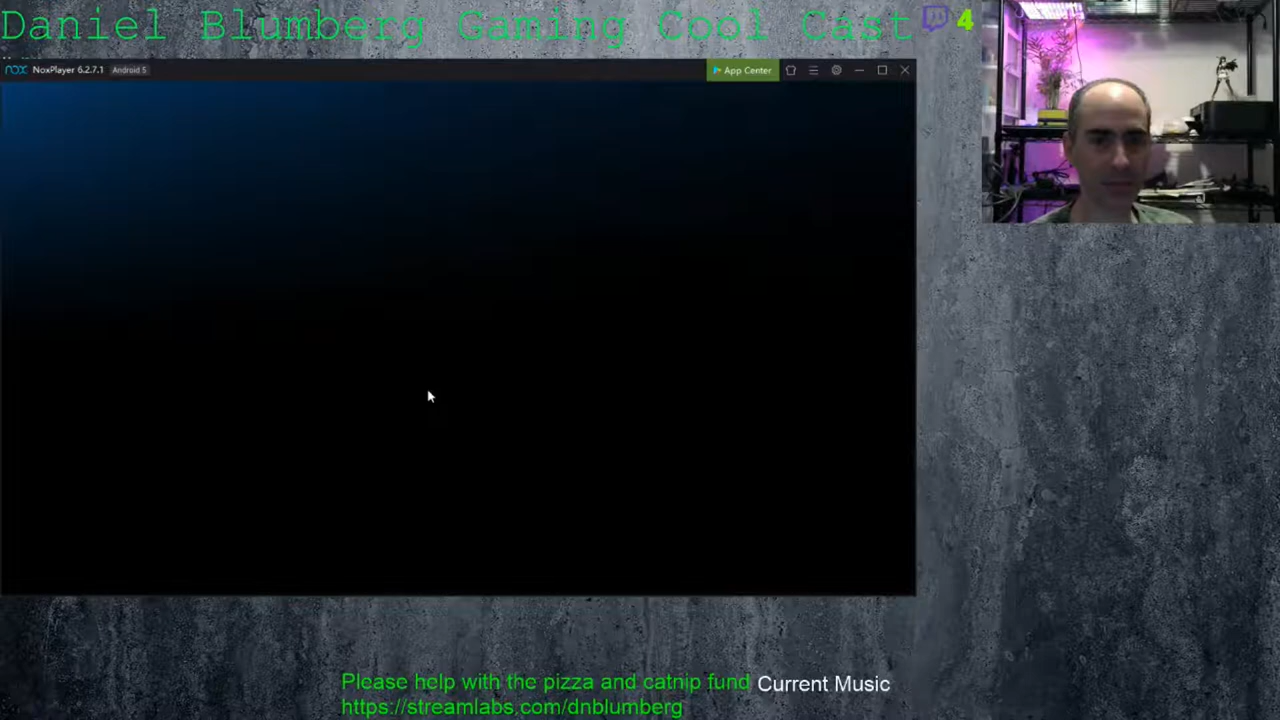 Daniel Blumberg Gaming Cool Cast 4
nox NoxPlayer 6.2.7.1 Android 5 App Center
Please help with the pizza and catnip fund Current Music
https://streamlabs.com/dnblumberg